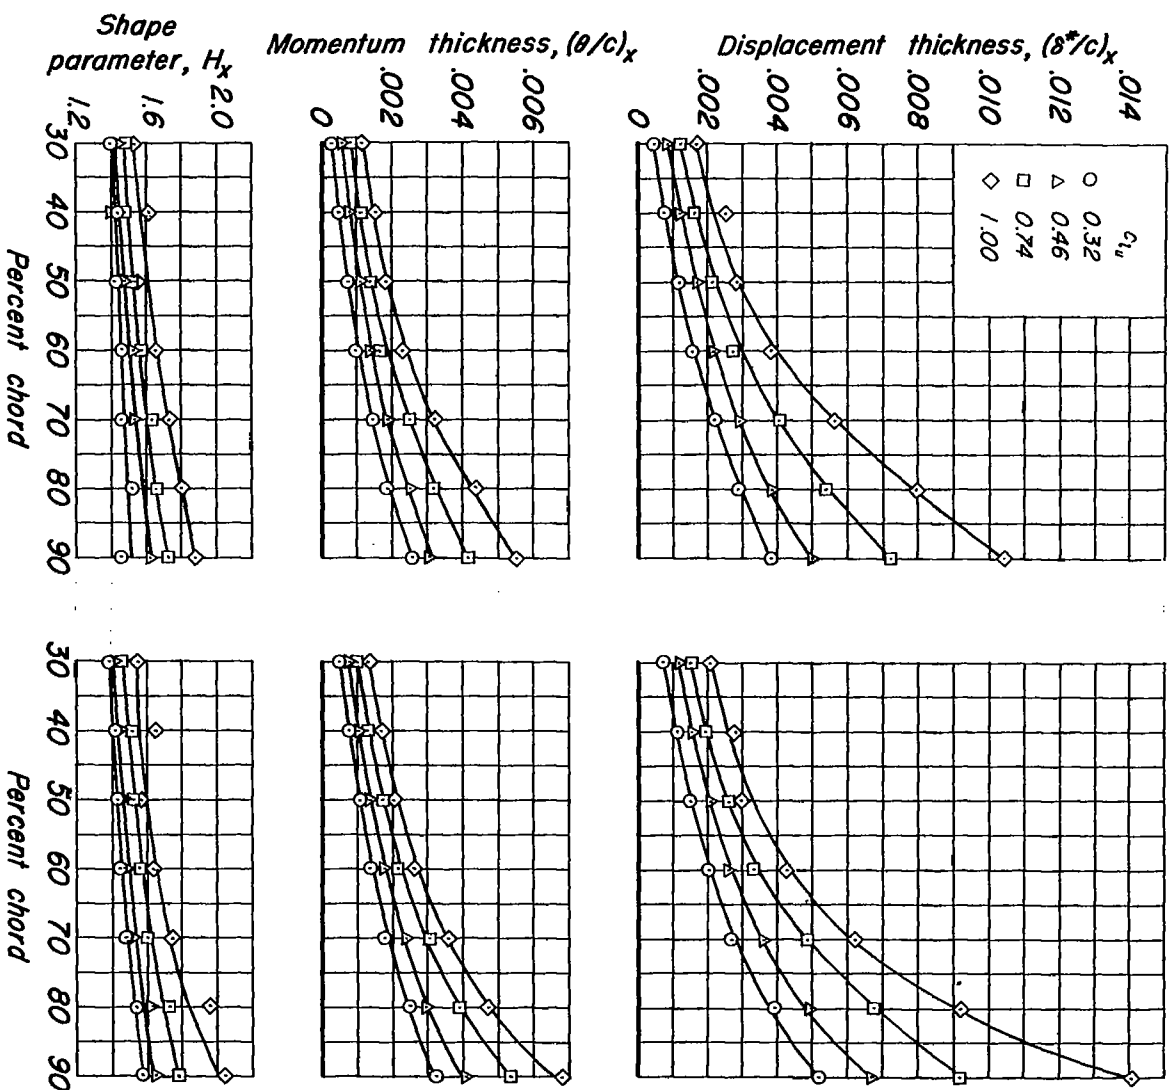 Displacement thickness, (δ*/c)ₓ
.014
.012
.010
.008
.006
.004
.002
0
c_{l_u}
○ 0.32
△ 0.46
□ 0.74
◇ 1.00
Momentum thickness, (θ/c)ₓ
.006
.004
.002
0
Shape
parameter, Hₓ
2.0
1.6
1.2
30 40 50 60 70 80 90
Percent chord
30 40 50 60 70 80 90
Percent chord